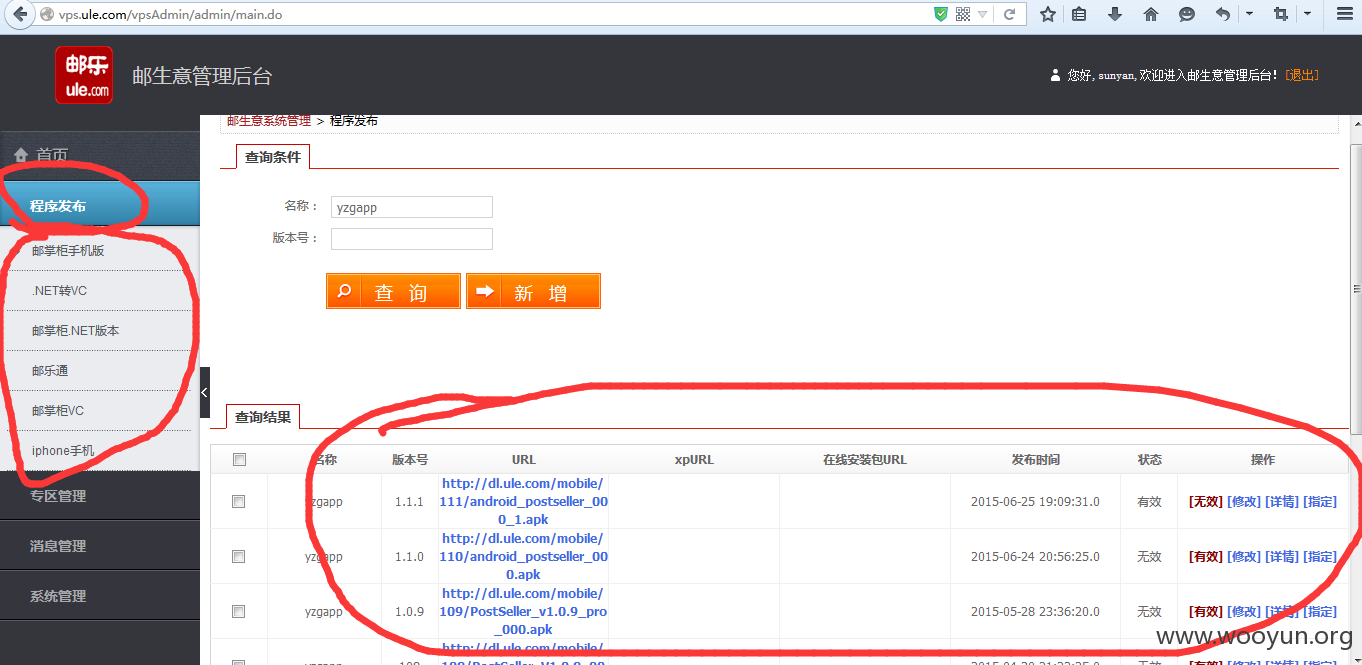 vps.ule.com/vpsAdmin/admin/main.do
邮乐
ule.com
邮生意管理后台
您好, sunyan, 欢迎进入邮生意管理后台! [退出]
首页
程序发布
邮掌柜手机版
.NET转VC
邮掌柜.NET版本
邮乐通
邮掌柜VC
iphone手机
专区管理
消息管理
系统管理
邮生意系统管理 > 程序发布
查询条件
名称： yzgapp
版本号：
查 询 新 增
查询结果
名称 版本号 URL xpURL 在线安装包URL 发布时间 状态 操作
yzgapp 1.1.1 http://dl.ule.com/mobile/ 2015-06-25 19:09:31.0 有效 [无效] [修改] [详情] [指定]
111/android_postseller_00
0_1.apk
yzgapp 1.1.0 http://dl.ule.com/mobile/ 2015-06-24 20:56:25.0 无效 [有效] [修改] [详情] [指定]
110/android_postseller_00
0.apk
yzgapp 1.0.9 http://dl.ule.com/mobile/ 2015-05-28 23:36:20.0 无效 [有效] [修改] [详情] [指定]
109/PostSeller_v1.0.9_pro
_000.apk
http://dl.ule.com/mobile/
www.wooyun.org